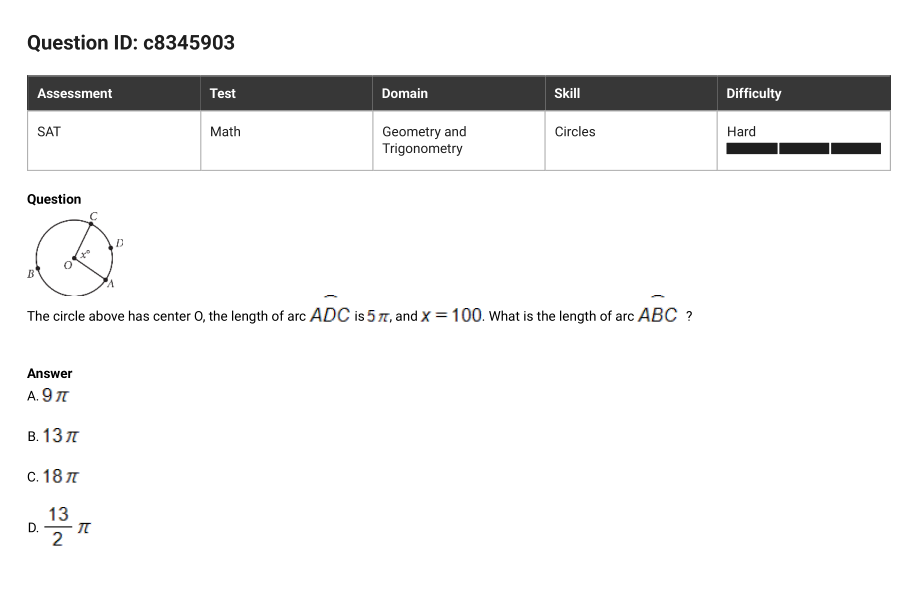 Question ID: c8345903
Assessment Test Domain Skill Difficulty
SAT Math Geometry and Trigonometry Circles Hard
Question
C
D
x°
O
B
A
The circle above has center O, the length of arc ADC is 5π, and x = 100. What is the length of arc ABC ?
Answer
A. 9π
B. 13π
C. 18π
D. 13/2 π